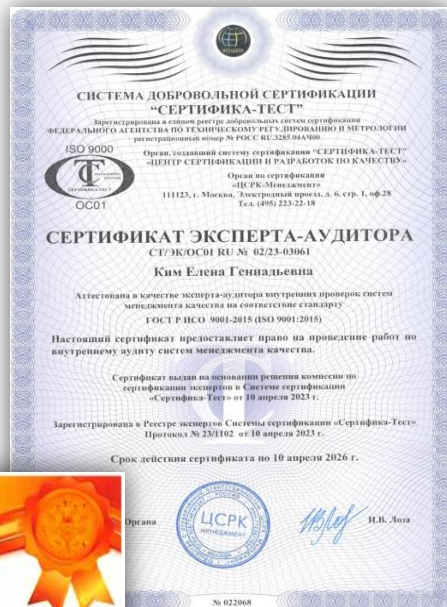 СИСТЕМА ДОБРОВОЛЬНОЙ СЕРТИФИКАЦИИ
“СЕРТИФИКА-ТЕСТ”
Зарегистрирована в едином реестре добровольных систем сертификации
ФЕДЕРАЛЬНОГО АГЕНТСТВА ПО ТЕХНИЧЕСКОМУ РЕГУЛИРОВАНИЮ И МЕТРОЛОГИИ
регистрационный номер № РОСС RU.З285.04АЧ00
ISO 9000
ОС01
Орган, создавший систему сертификации “СЕРТИФИКА-ТЕСТ”
«ЦЕНТР СЕРТИФИКАЦИИ И РАЗРАБОТОК ПО КАЧЕСТВУ»
Орган по сертификации
«ЦСРК-Менеджмент»
111123, г. Москва, Электродный проезд, д. 6, стр. 1, оф.28
Тел. (495) 223-22-18
СЕРТИФИКАТ ЭКСПЕРТА-АУДИТОРА
СТ/ЭК/ОС01 RU № 02/23-03061
Ким Елена Геннадьевна
Аттестована в качестве эксперта-аудитора внутренних проверок систем
менеджмента качества на соответствие стандарту
ГОСТ Р ИСО 9001-2015 (ISO 9001:2015)
Настоящий сертификат предоставляет право на проведение работ по
внутреннему аудиту систем менеджмента качества.
Сертификат выдан на основании решения комиссии по
сертификации экспертов в Системе сертификации
«Сертифика-Тест» от 10 апреля 2023 г.
Зарегистрирована в Реестре экспертов Системы сертификации «Сертифика-Тест»
Протокол № 23/1102 от 10 апреля 2023 г.
Срок действия сертификата по 10 апреля 2026 г.
Органа
ЦСРК
МЕНЕДЖМЕНТ
И.В. Лоза
№ 022068